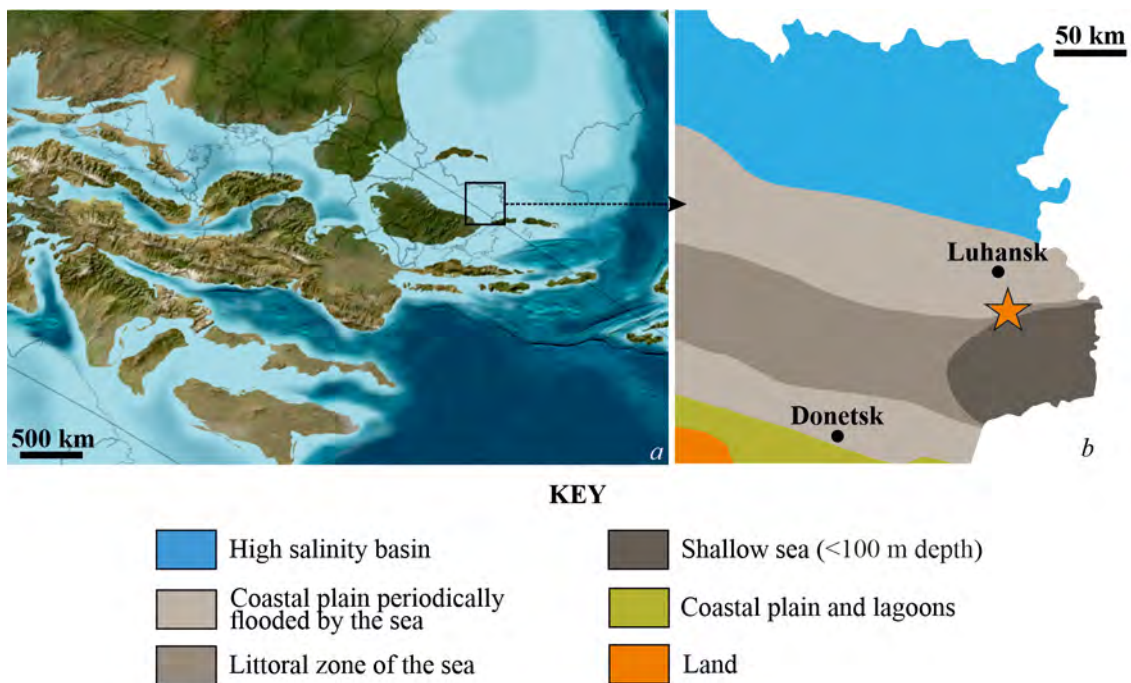 500 km
a
50 km
Luhansk
Donetsk
b
KEY
High salinity basin
Coastal plain periodically
flooded by the sea
Littoral zone of the sea
Shallow sea (<100 m depth)
Coastal plain and lagoons
Land